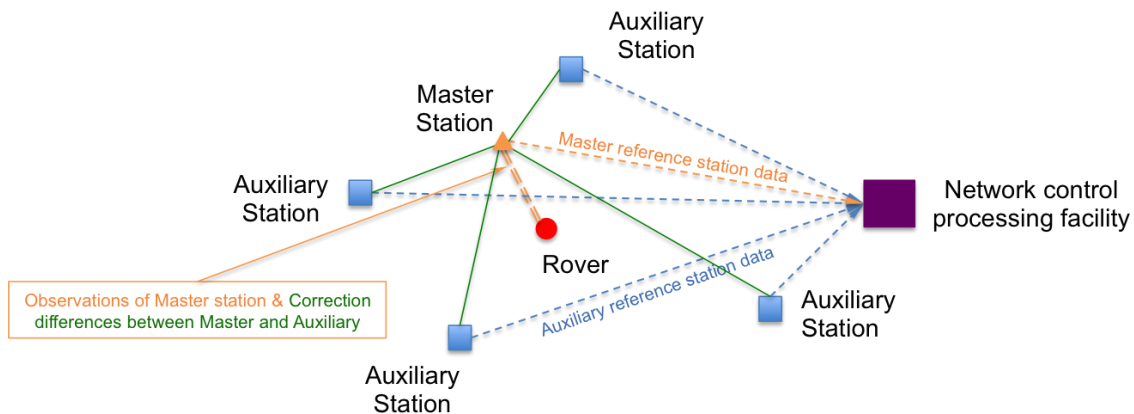 Auxiliary
Station
Master
Station
Master reference station data
Auxiliary
Station
Network control
processing facility
Rover
Observations of Master station & Correction
differences between Master and Auxiliary
Auxiliary reference station data
Auxiliary
Station
Auxiliary
Station